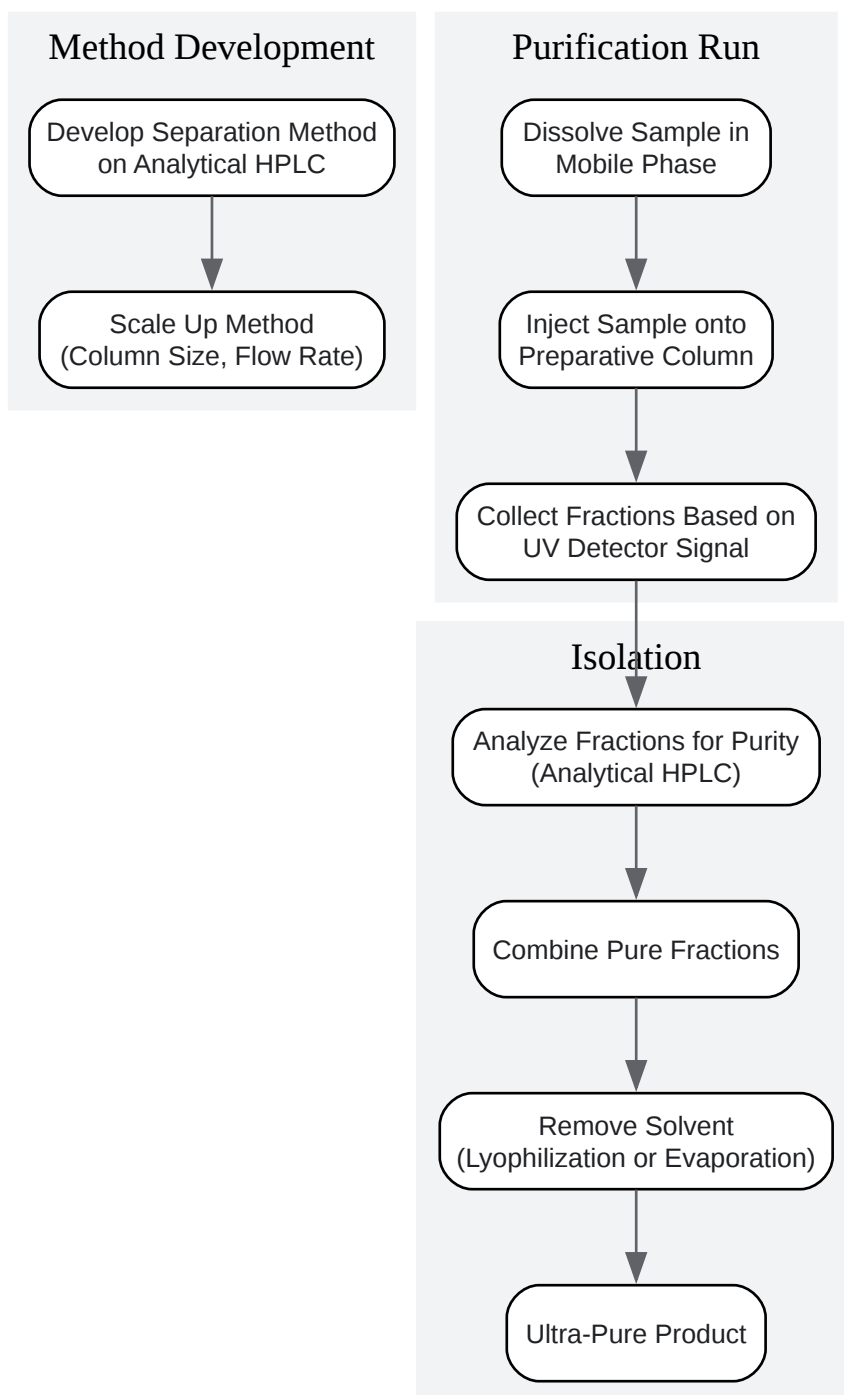 Method Development
Develop Separation Method
on Analytical HPLC
Scale Up Method
(Column Size, Flow Rate)
Purification Run
Dissolve Sample in
Mobile Phase
Inject Sample onto
Preparative Column
Collect Fractions Based on
UV Detector Signal
Isolation
Analyze Fractions for Purity
(Analytical HPLC)
Combine Pure Fractions
Remove Solvent
(Lyophilization or Evaporation)
Ultra-Pure Product